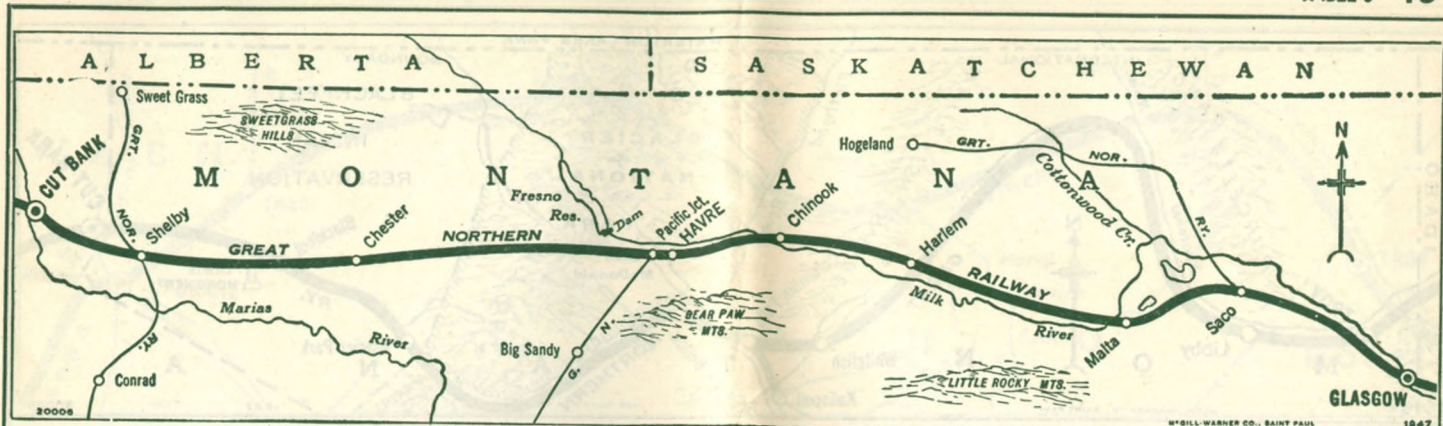 ALBERTA
SASKATCHEWAN
Sweet Grass
SWEETGRASS
HILLS
CUT BANK
GRT.
NOR.
RY.
MONTANA
Shelby
Chester
GREAT NORTHERN RAILWAY
Fresno
Res.
Dam
Pacific Jct.
HAVRE
Chinook
Hogeland
GRT. NOR. RY.
Cottonwood Cr.
Harlem
Milk River
Malta
Saco
GLASGOW
N
Marias River
Conrad
Big Sandy
G. N.
BEAR PAW
MTS.
LITTLE ROCKY MTS.
20006
McGILL-WARNER CO., SAINT PAUL
1947